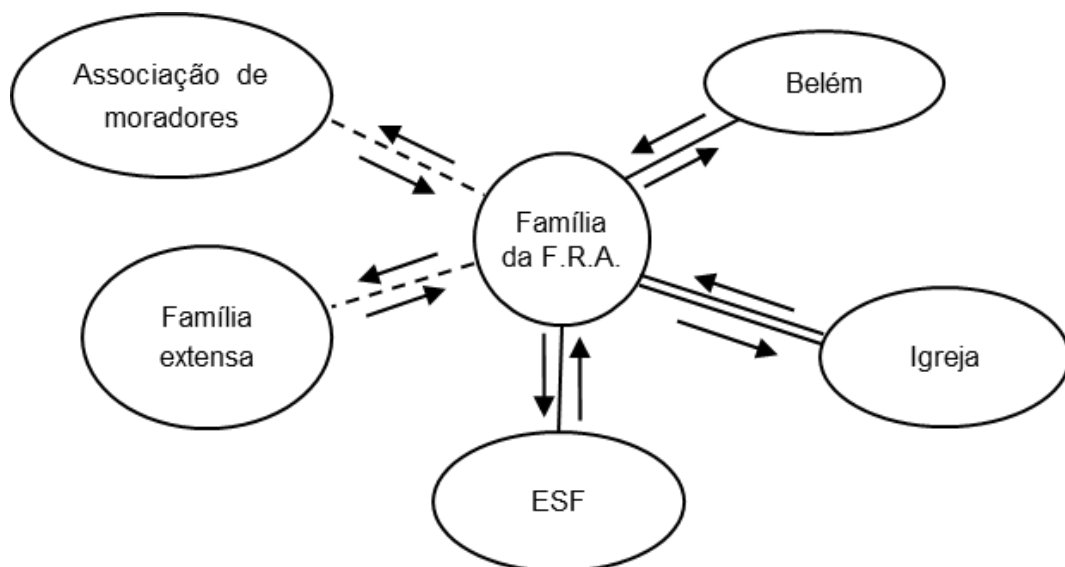 Associação de
moradores
Belém
Família
da F.R.A.
Família
extensa
Igreja
ESF